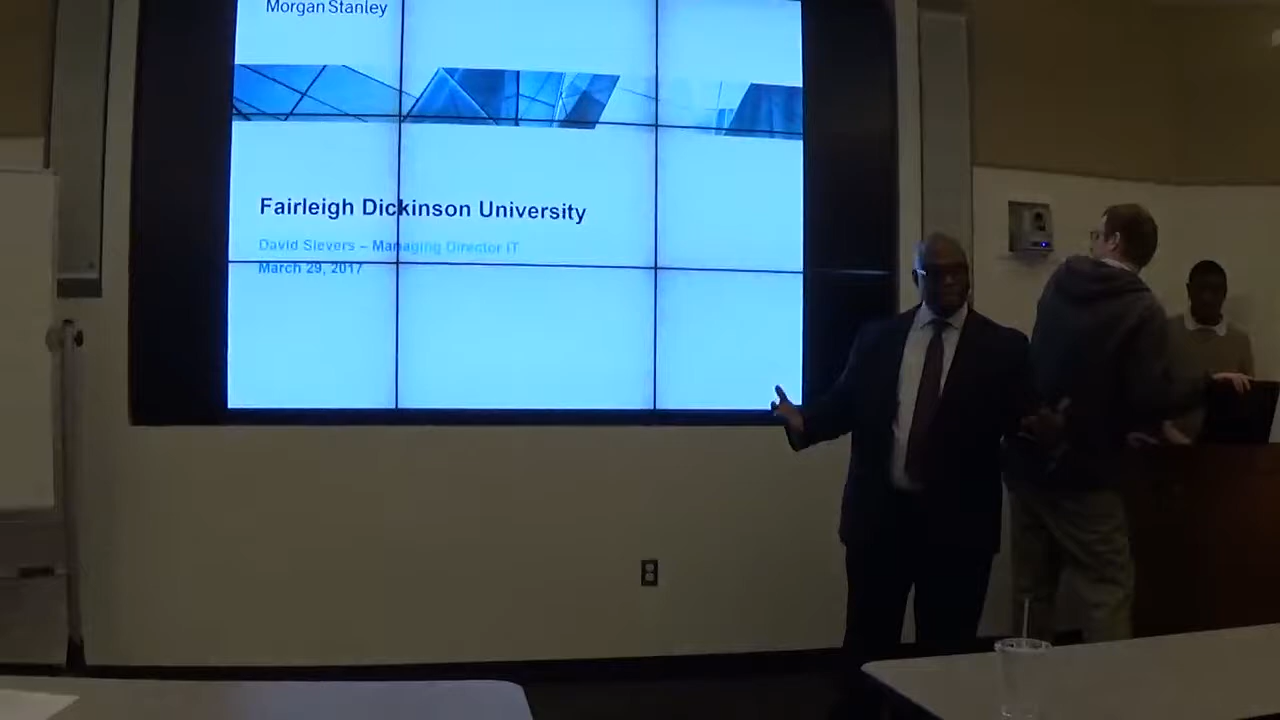 Morgan Stanley
Fairleigh Dickinson University
David Sievers – Managing Director IT
March 29, 2017